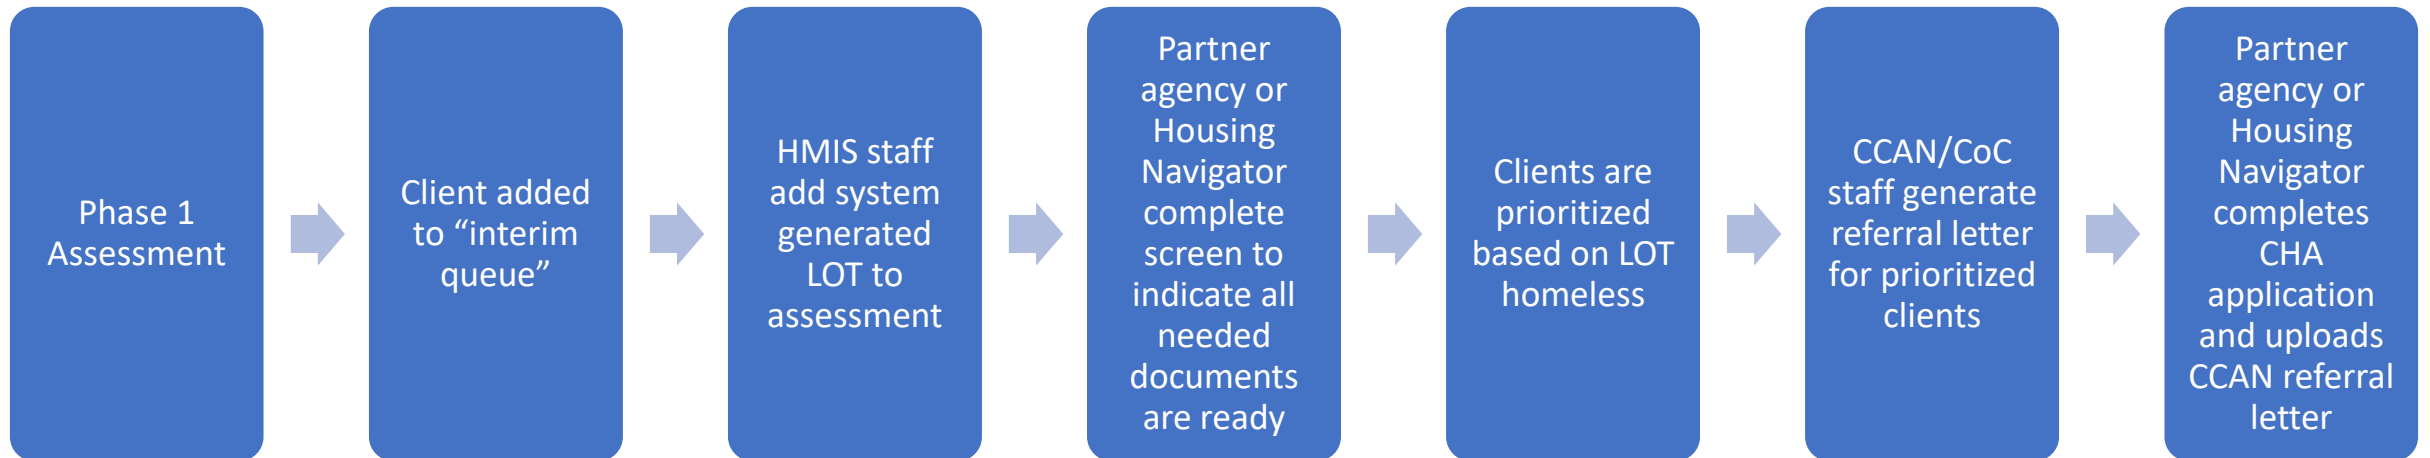 Phase 1
Assessment
Client added
to “interim
queue”
HMIS staff
add system
generated
LOT to
assessment
Partner
agency or
Housing
Navigator
complete
screen to
indicate all
needed
documents
are ready
Clients are
prioritized
based on LOT
homeless
CCAN/CoC
staff generate
referral letter
for prioritized
clients
Partner
agency or
Housing
Navigator
completes
CHA
application
and uploads
CCAN referral
letter